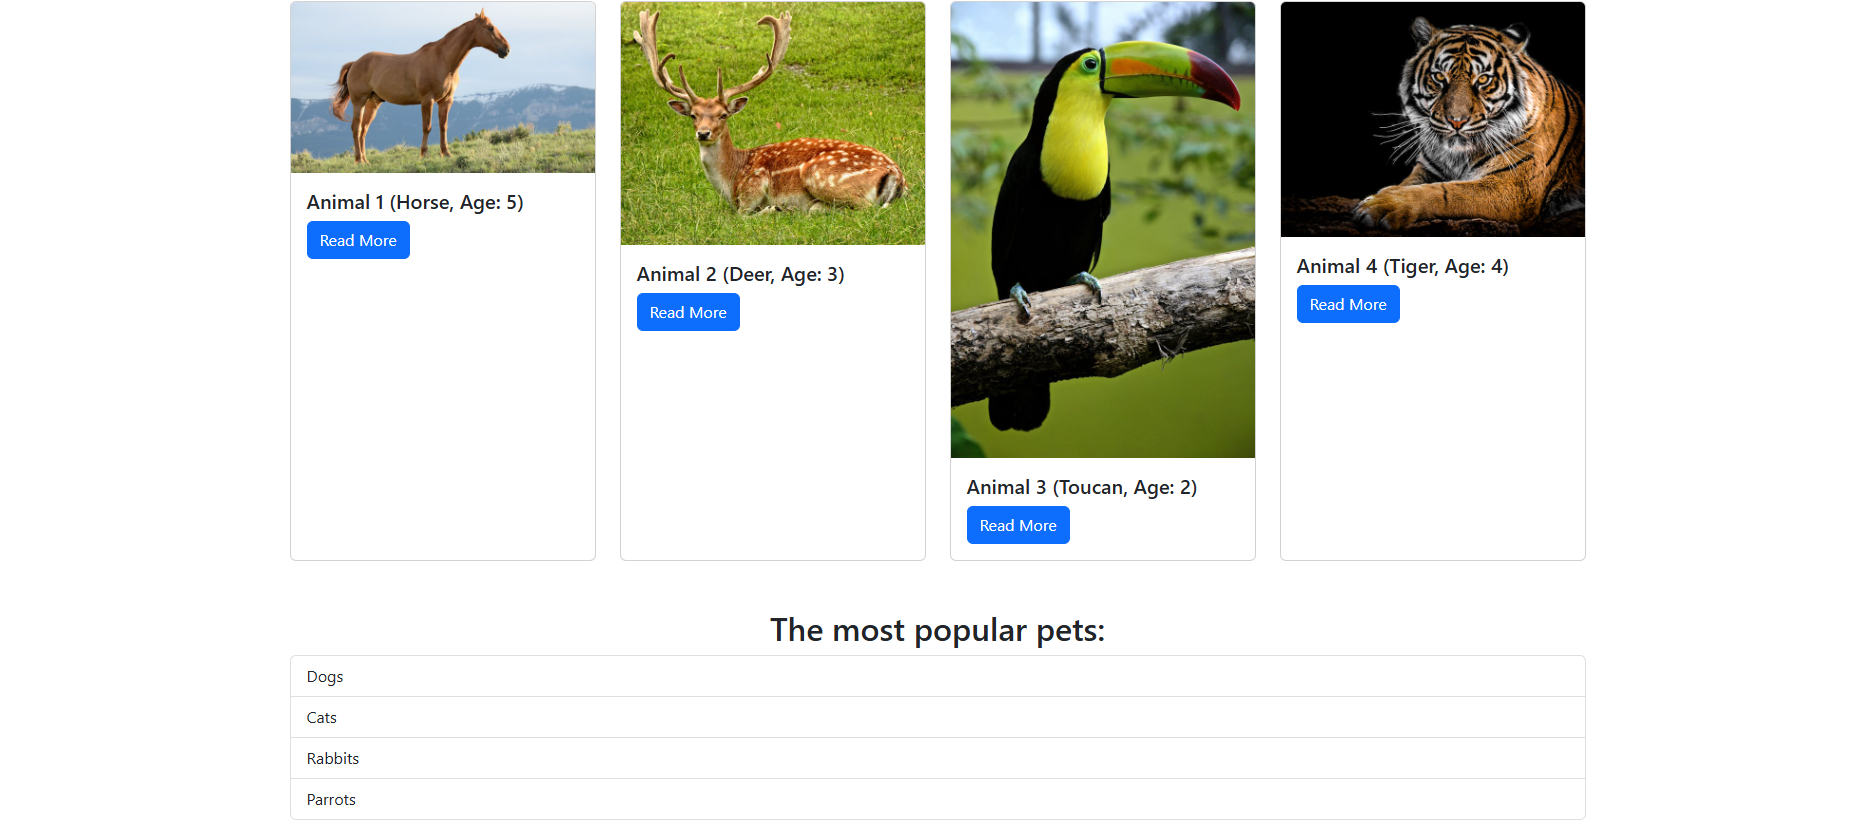 Animal 1 (Horse, Age: 5)
Read More
Animal 2 (Deer, Age: 3)
Read More
Animal 3 (Toucan, Age: 2)
Read More
Animal 4 (Tiger, Age: 4)
Read More
The most popular pets:
Dogs
Cats
Rabbits
Parrots